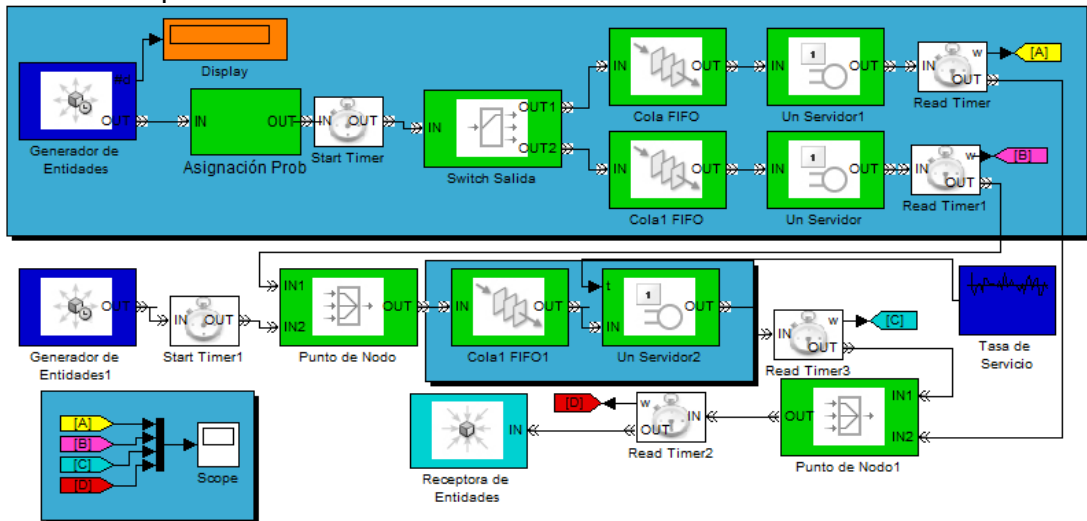 #d
OUT
Generador de
Entidades
Display
IN
OUT
Asignación Prob
IN
OUT
Start Timer
IN
OUT1
OUT2
Switch Salida
IN
OUT
Cola FIFO
IN
OUT
Un Servidor1
IN
w
OUT
Read Timer
[A]
IN
OUT
Cola1 FIFO
IN
OUT
Un Servidor
IN
w
OUT
Read Timer1
[B]
OUT
Generador de
Entidades1
IN
OUT
Start Timer1
IN1
IN2
OUT
Punto de Nodo
IN
OUT
Cola1 FIFO1
t
IN
OUT
Un Servidor2
IN
w
OUT
Read Timer3
[C]
Tasa de
Servicio
[A]
[B]
[C]
[D]
Scope
IN
Receptora de
Entidades
[D]
w
IN
OUT
Read Timer2
OUT
IN1
IN2
Punto de Nodo1